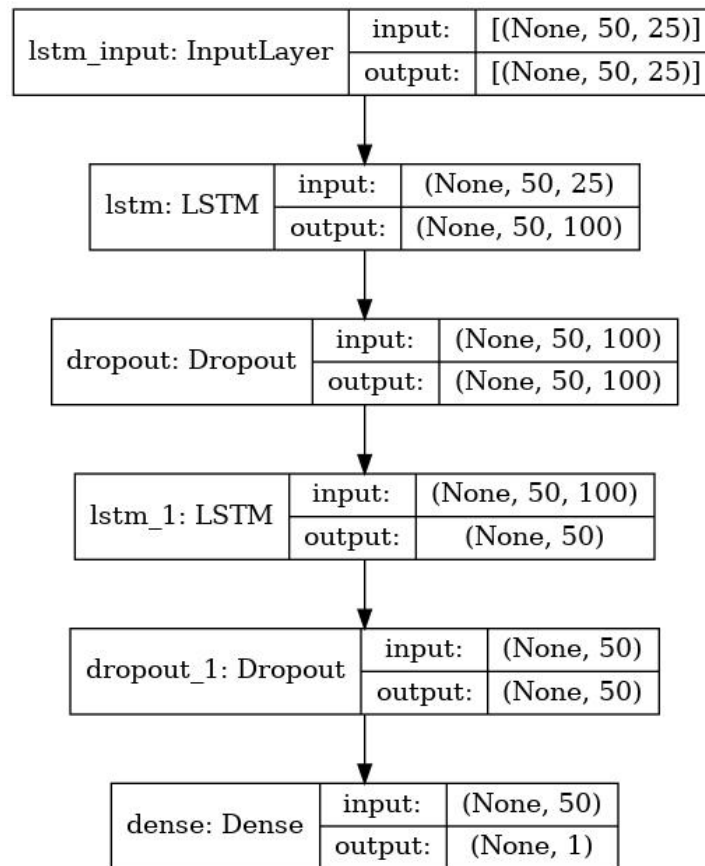 lstm_input: InputLayer
input: [(None, 50, 25)]
output: [(None, 50, 25)]
lstm: LSTM
input: (None, 50, 25)
output: (None, 50, 100)
dropout: Dropout
input: (None, 50, 100)
output: (None, 50, 100)
lstm_1: LSTM
input: (None, 50, 100)
output: (None, 50)
dropout_1: Dropout
input: (None, 50)
output: (None, 50)
dense: Dense
input: (None, 50)
output: (None, 1)